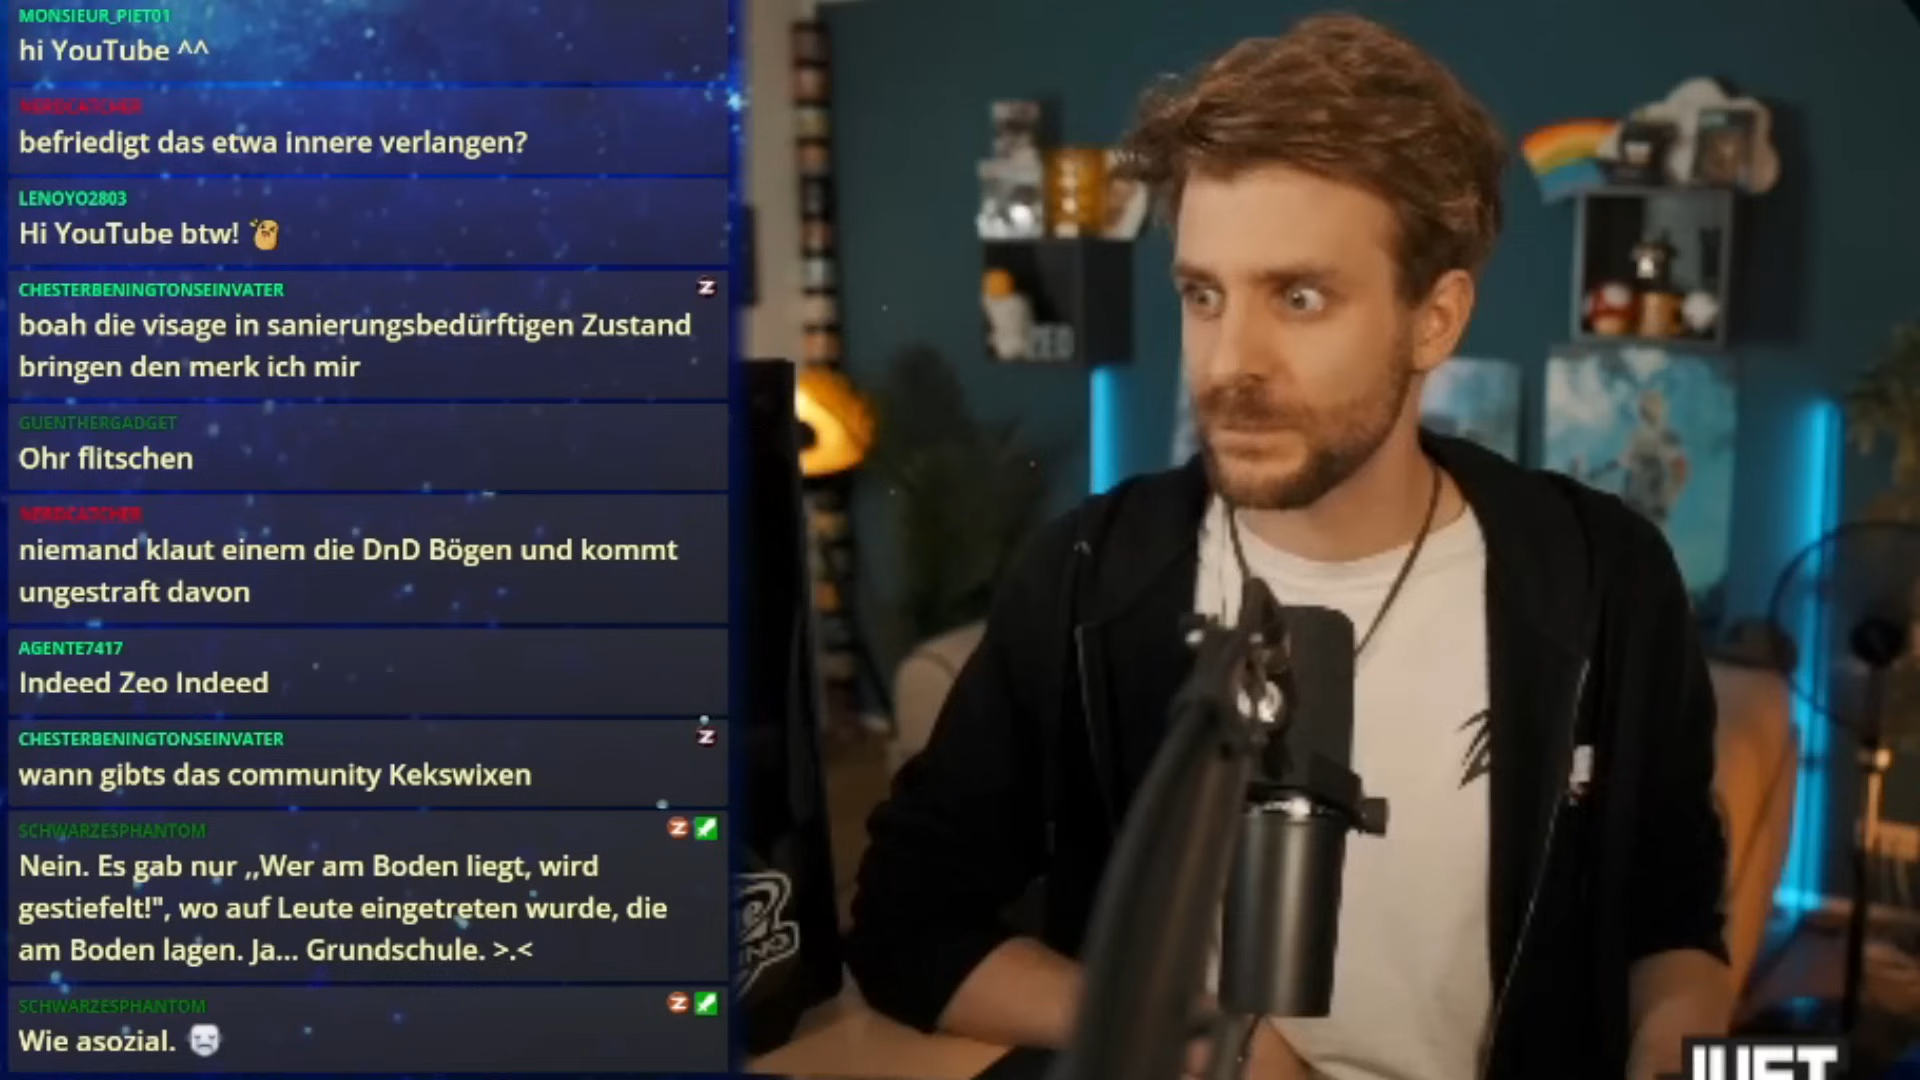 MONSIEUR_PIET01
hi YouTube ^^
NERDCATCHER
befriedigt das etwa innere verlangen?
LENOYO2803
Hi YouTube btw!
CHESTERBENINGTONSEINVATER
boah die visage in sanierungsbedürftigen Zustand
bringen den merk ich mir
GUENTHERGADGET
Ohr flitschen
NERDCATCHER
niemand klaut einem die DnD Bögen und kommt
ungestraft davon
AGENTE7417
Indeed Zeo Indeed
CHESTERBENINGTONSEINVATER
wann gibts das community Kekswixen
SCHWARZESPHANTOM
Nein. Es gab nur ,,Wer am Boden liegt, wird
gestiefelt!", wo auf Leute eingetreten wurde, die
am Boden lagen. Ja... Grundschule. >.<
SCHWARZESPHANTOM
Wie asozial.
JUST